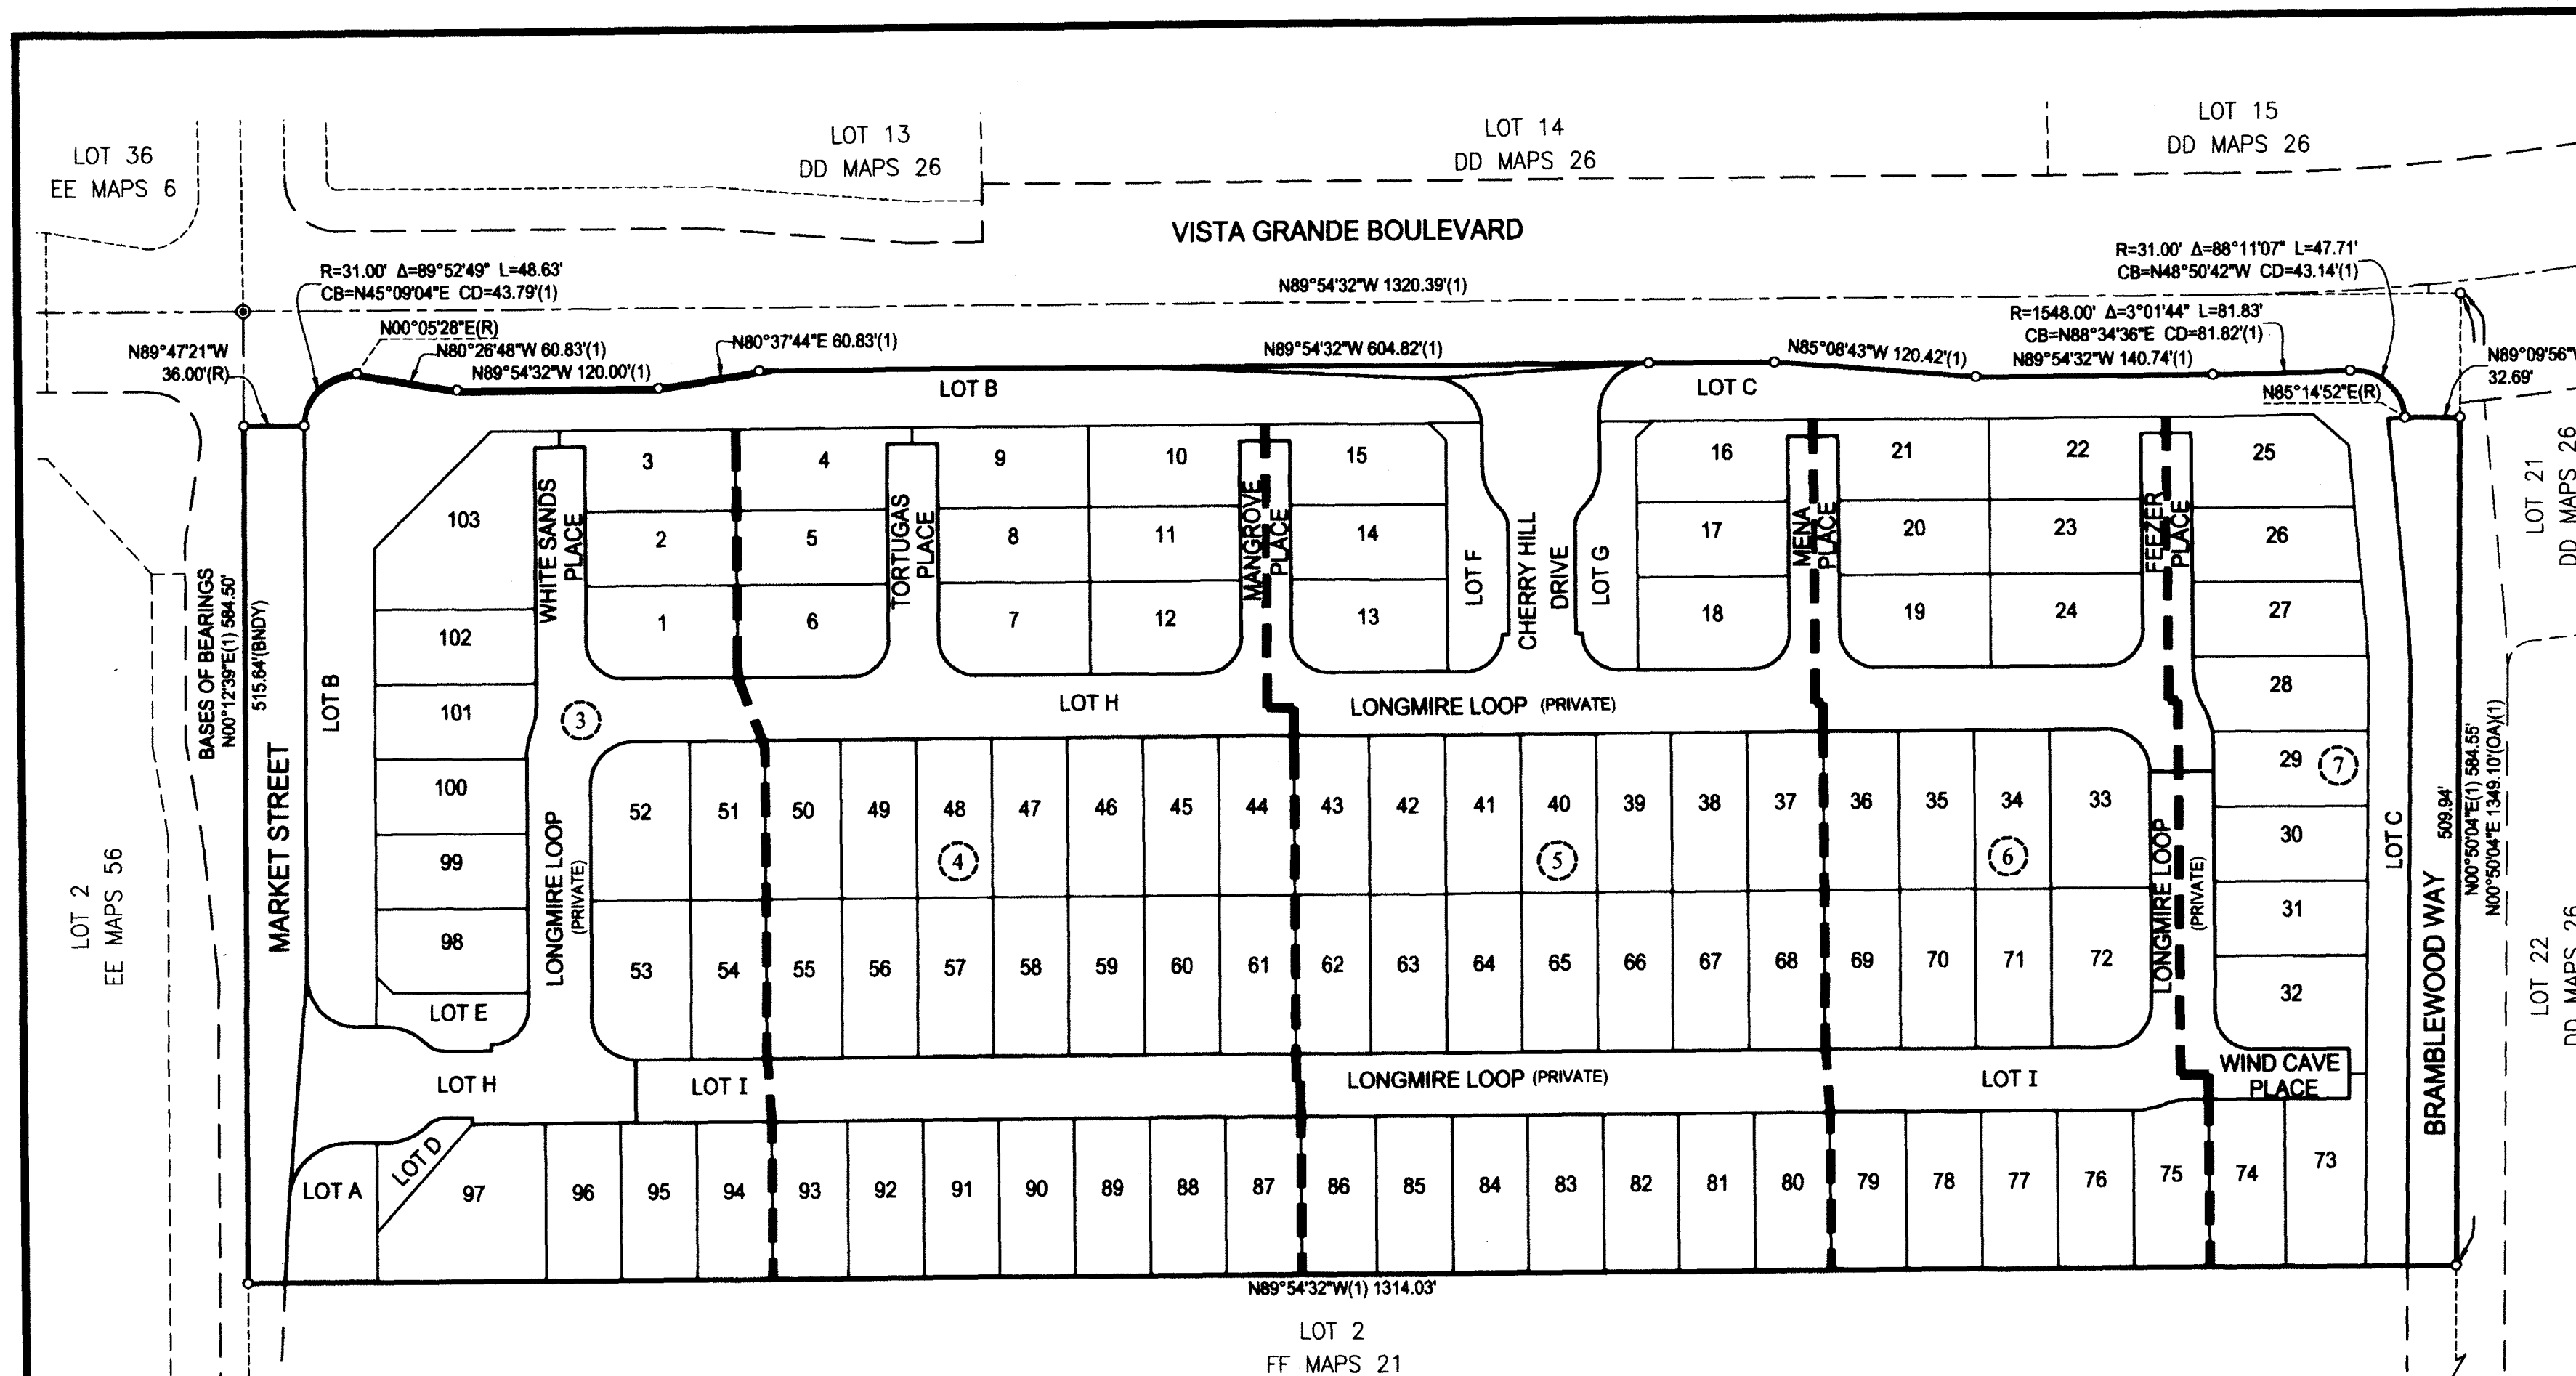 LOT 36
EE MAPS 6
LOT 13
DD MAPS 26
LOT 14
DD MAPS 26
LOT 15
DD MAPS 26
VISTA GRANDE BOULEVARD
R=31.00' Δ=89°52'49" L=48.63'
CB=N45°09'04"E CD=43.79'(1)
N89°54'32"W 1320.39'(1)
R=31.00' Δ=88°11'07" L=47.71'
CB=N48°50'42"W CD=43.14'(1)
R=1548.00' Δ=3°01'44" L=81.83'
CB=N88°34'36"E CD=81.82'(1)
N00°05'28"E(R)
N89°47'21"W
36.00'(R)
N80°26'48"W 60.83'(1)
N89°54'32"W 120.00'(1)
N80°37'44"E 60.83'(1)
N89°54'32"W 604.82'(1)
N85°08'43"W 120.42'(1)
N89°54'32"W 140.74'(1)
N89°09'56"
32.69'
N85°14'52"E(R)
LOT B
LOT C
LOT 21
DD MAPS 26
103
3
4
9
10
15
16
21
22
25
2
5
8
11
14
17
20
23
26
102
1
6
7
12
13
18
19
24
27
WHITE SANDS
PLACE
TORTUGAS
PLACE
MANGROVE
PLACE
LOT F
CHERRY HILL
DRIVE
LOT G
MENA
PLACE
FEEZER
PLACE
BASES OF BEARINGS
N00°12'39"E(1) 584.50'
515.64'(BNDY)
MARKET STREET
LOT B
101
3
LOT H
LONGMIRE LOOP (PRIVATE)
28
29
7
100
99
98
LONGMIRE LOOP
(PRIVATE)
52
51
50
49
48
47
46
45
44
43
42
41
40
39
38
37
36
35
34
33
4
5
6
30
31
32
LONGMIRE LOOP
(PRIVATE)
LOT C
BRAMBLEWOOD WAY
509.94'
N00°50'04"E(1) 584.55'
N00°50'04"E 1349.10'(OA)(1)
LOT 2
EE MAPS 56
LOT 22
DD MAPS 26
53
54
55
56
57
58
59
60
61
62
63
64
65
66
67
68
69
70
71
72
LOT E
LOT H
LOT I
LONGMIRE LOOP (PRIVATE)
LOT I
WIND CAVE
PLACE
LOT A
LOT D
97
96
95
94
93
92
91
90
89
88
87
86
85
84
83
82
81
80
79
78
77
76
75
74
73
N89°54'32"W(1) 1314.03'
LOT 2
FF MAPS 21